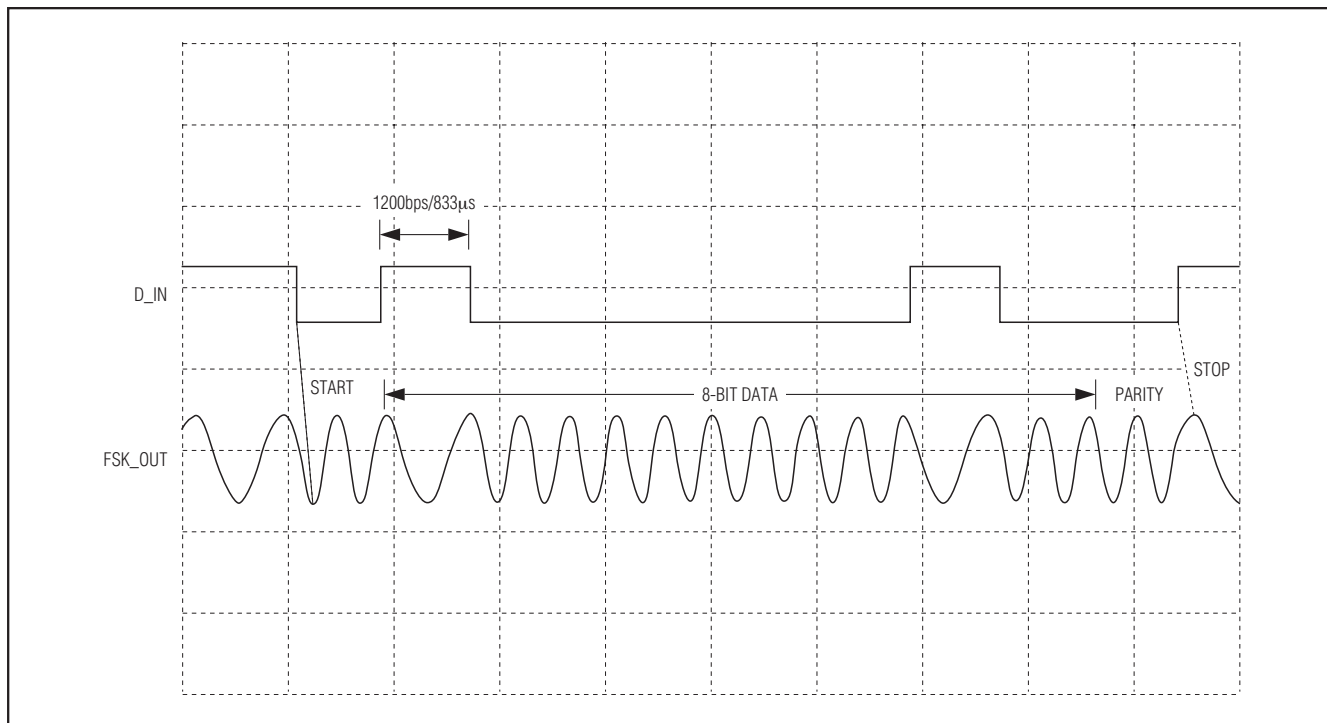 1200bps/833µs
D_IN
START
8-BIT DATA
PARITY
STOP
FSK_OUT